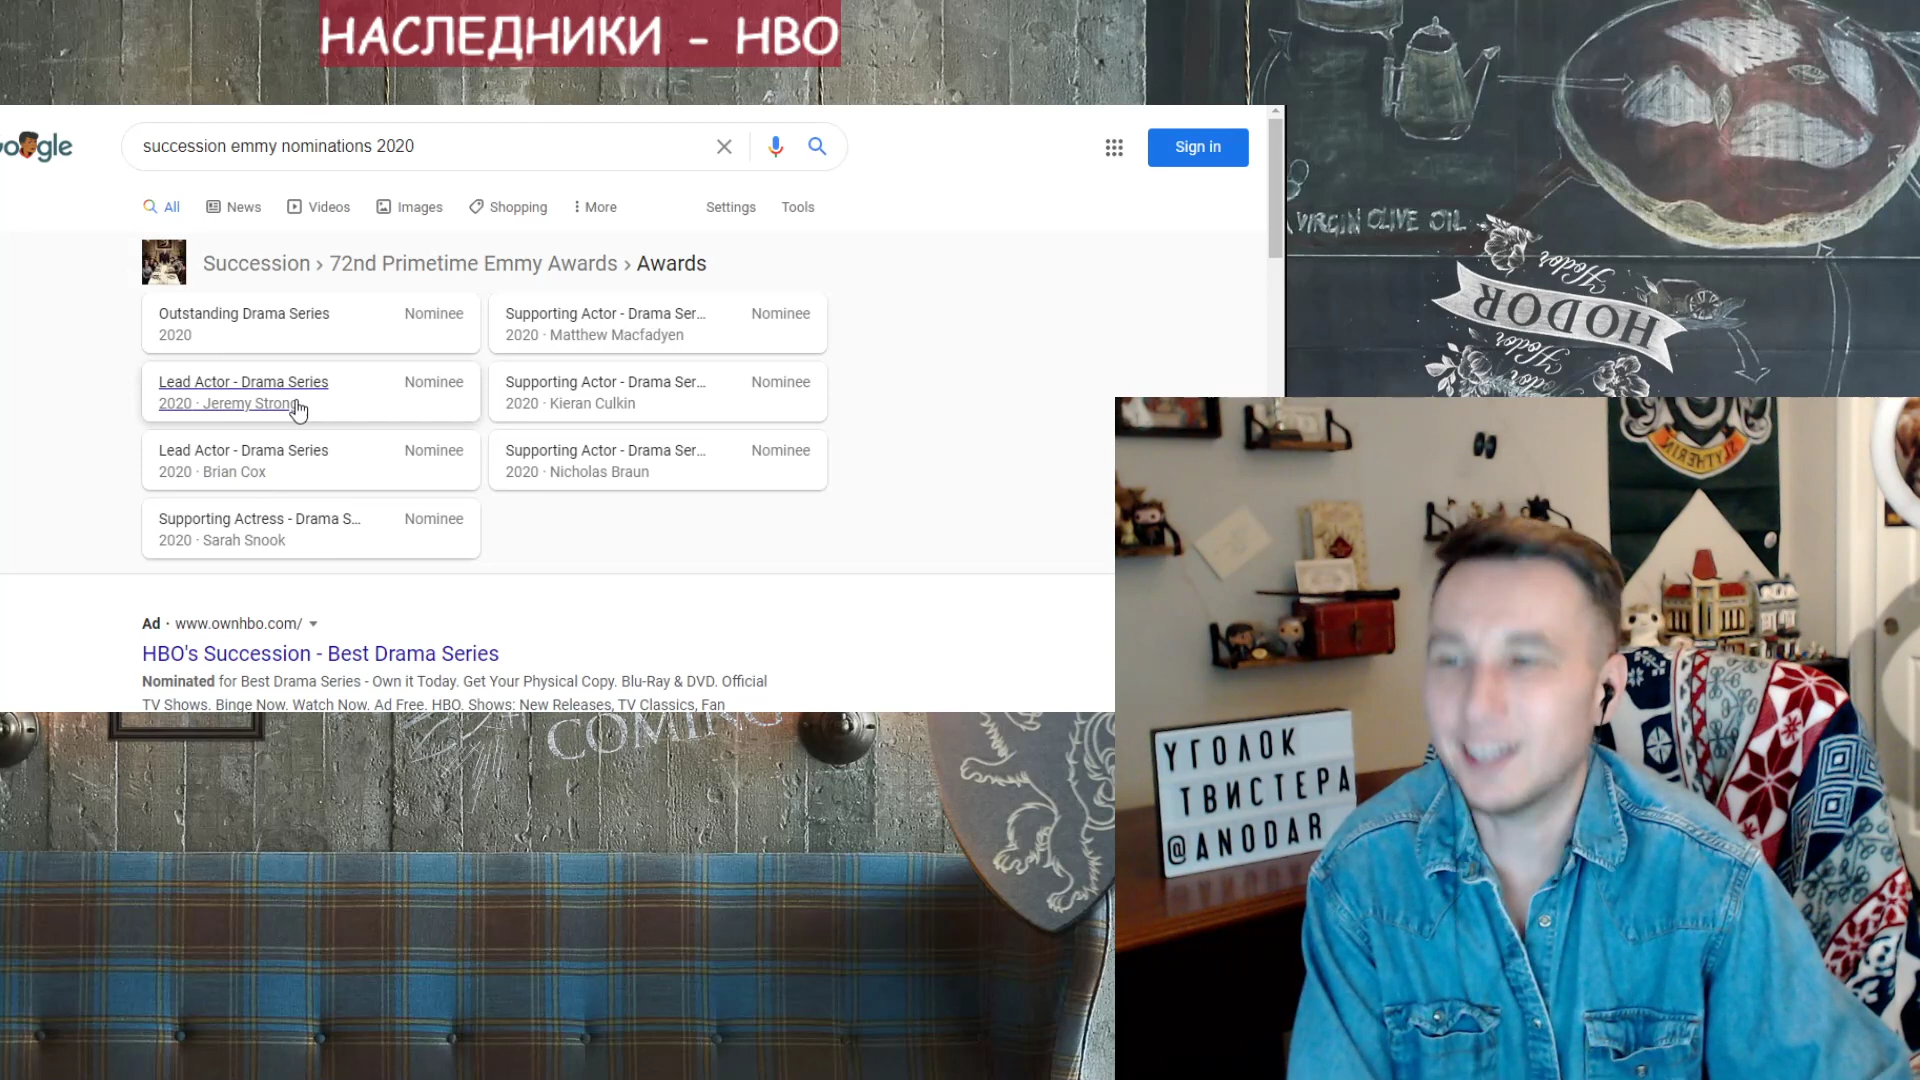 НАСЛЕДНИКИ - HBO
oogle
succession emmy nominations 2020
Sign in
All
News
Videos
Images
Shopping
More
Settings
Tools
Succession › 72nd Primetime Emmy Awards › Awards
Outstanding Drama Series
Nominee
2020
Supporting Actor - Drama Ser...
Nominee
2020 · Matthew Macfadyen
Lead Actor - Drama Series
Nominee
2020 · Jeremy Strong
Supporting Actor - Drama Ser...
Nominee
2020 · Kieran Culkin
Lead Actor - Drama Series
Nominee
2020 · Brian Cox
Supporting Actor - Drama Ser...
Nominee
2020 · Nicholas Braun
Supporting Actress - Drama S...
Nominee
2020 · Sarah Snook
Ad · www.ownhbo.com/
HBO's Succession - Best Drama Series
Nominated for Best Drama Series - Own it Today. Get Your Physical Copy. Blu-Ray & DVD. Official
TV Shows. Binge Now. Watch Now. Ad Free. HBO. Shows: New Releases, TV Classics, Fan
VIRGIN OLIVE OIL
Hodor
HODOR
Hodor
Hodor
COMING
SLYTHERIN
УГОЛОК
ТВИСТЕРА
@ANODAR